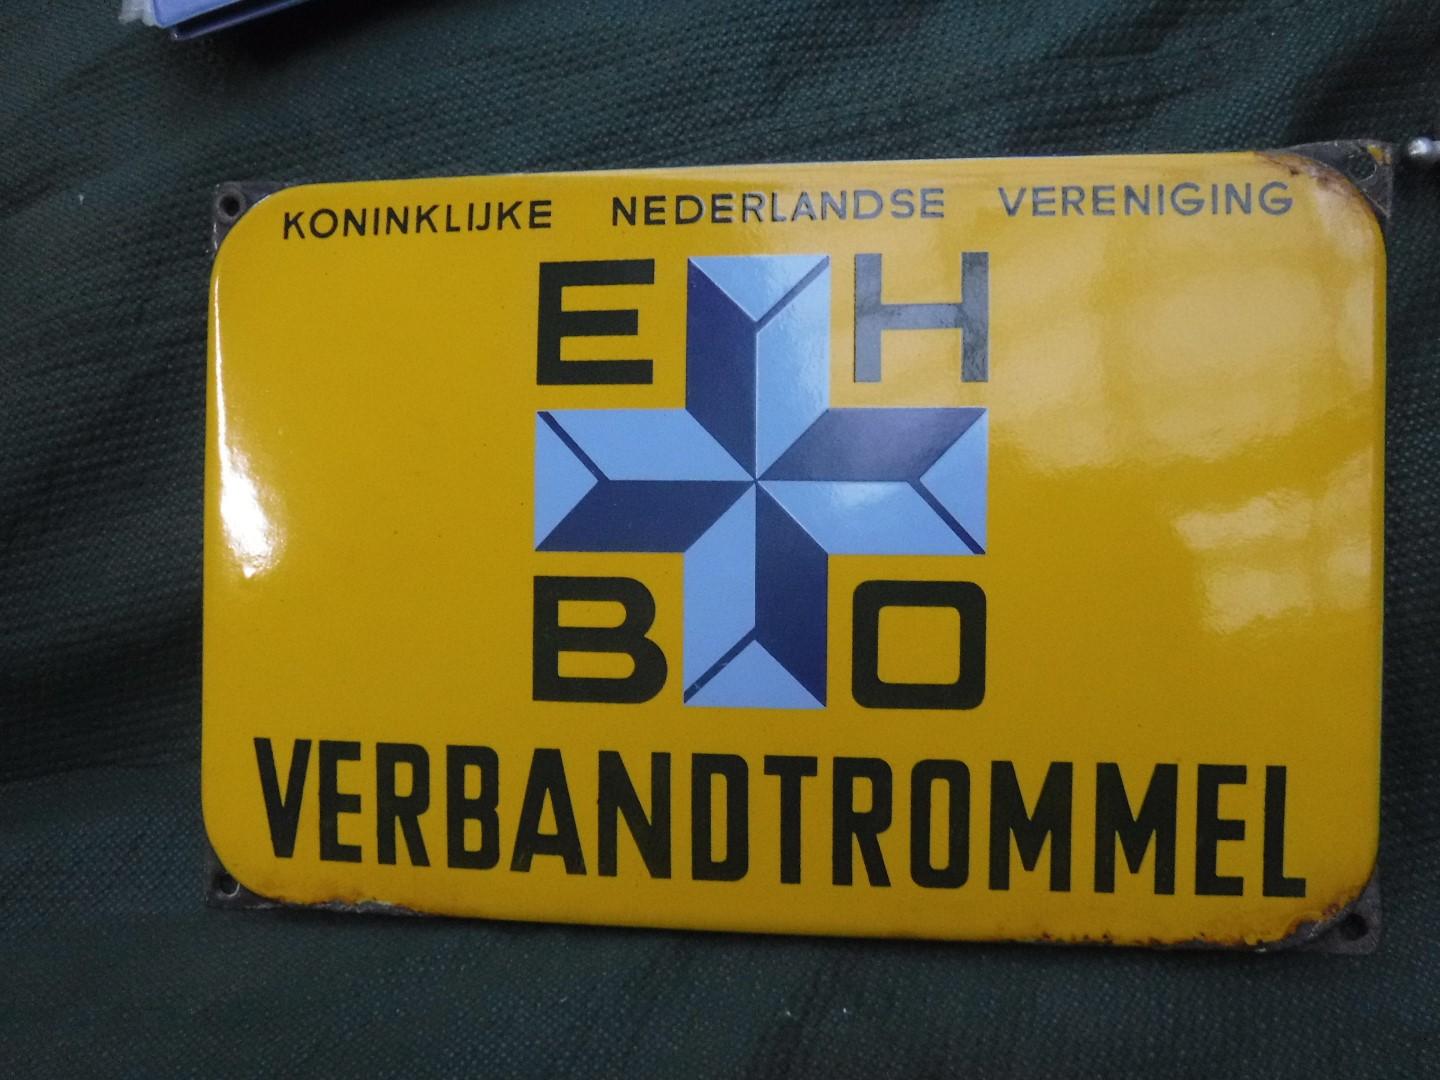 KONINKLIJKE NEDERLANDSE VERENIGING
E H
B O
VERBANDTROMMEL